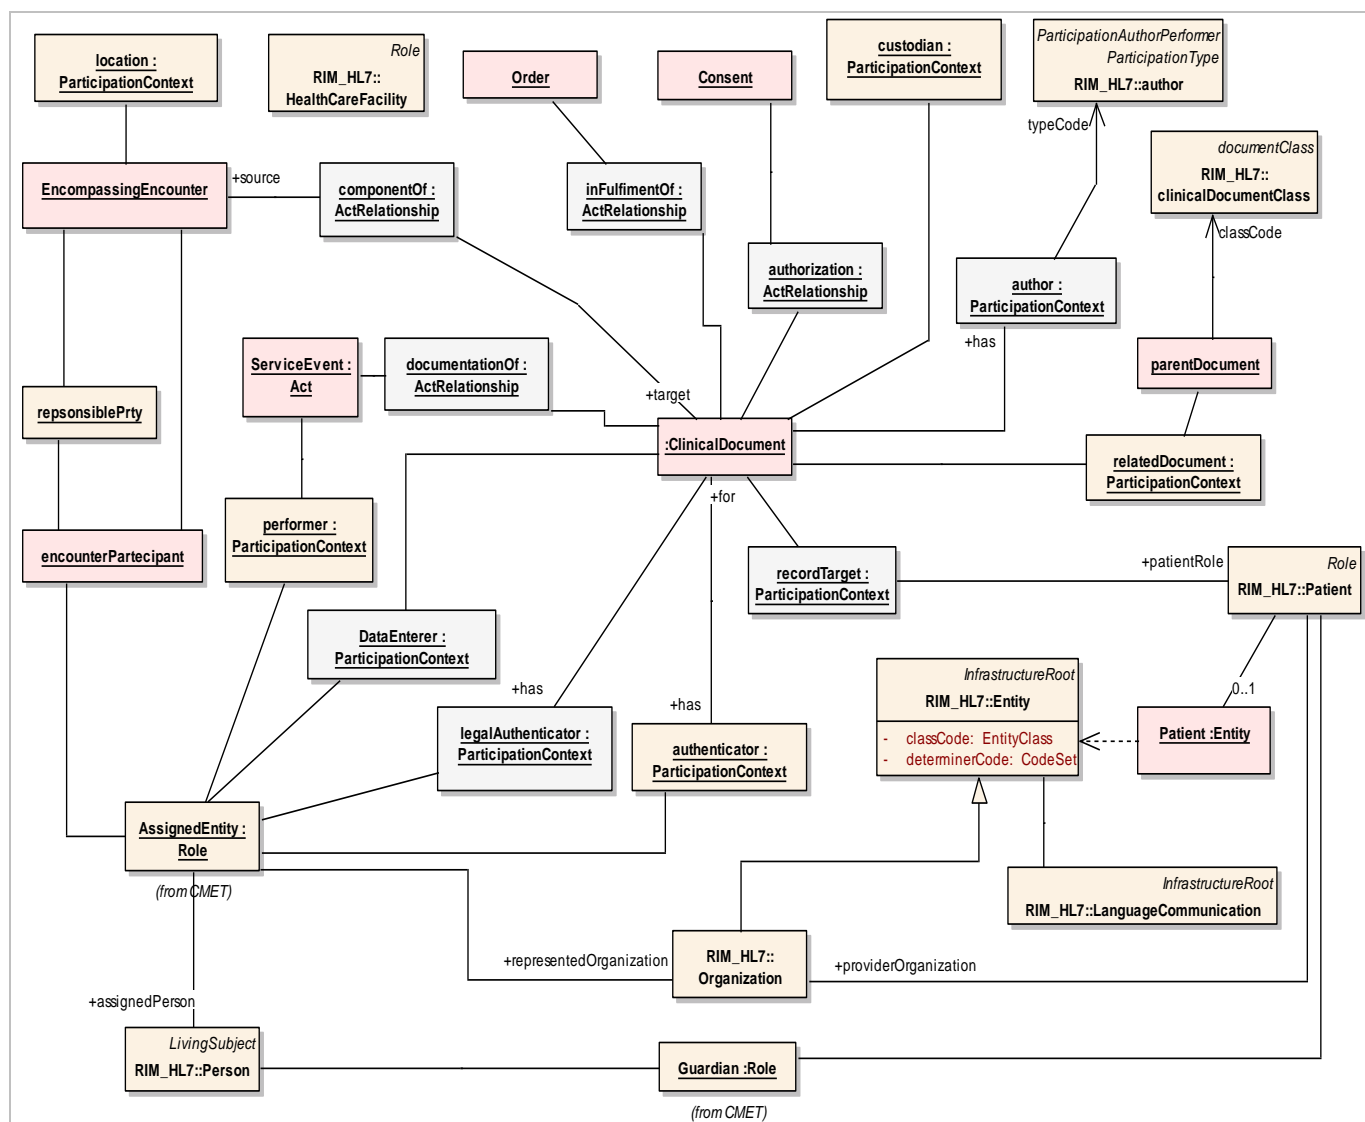 location :
ParticipationContext
Role
RIM_HL7::
HealthCareFacility
Order
Consent
custodian :
ParticipationContext
ParticipationAuthorPerformer
ParticipationType
RIM_HL7::author
typeCode
documentClass
RIM_HL7::
clinicalDocumentClass
classCode
EncompassingEncounter
+source
componentOf :
ActRelationship
inFulfimentOf :
ActRelationship
authorization :
ActRelationship
author :
ParticipationContext
+has
ServiceEvent :
Act
documentationOf :
ActRelationship
+target
parentDocument
repsonsiblePrty
:ClinicalDocument
relatedDocument :
ParticipationContext
+for
performer :
ParticipationContext
encounterPartecipant
recordTarget :
ParticipationContext
+patientRole
Role
RIM_HL7::Patient
DataEnterer :
ParticipationContext
+has
+has
legalAuthenticator :
ParticipationContext
authenticator :
ParticipationContext
InfrastructureRoot
RIM_HL7::Entity
- classCode: EntityClass
- determinerCode: CodeSet
0..1
Patient :Entity
AssignedEntity :
Role
(from CMET)
InfrastructureRoot
RIM_HL7::LanguageCommunication
+representedOrganization
RIM_HL7::
Organization
+providerOrganization
+assignedPerson
LivingSubject
RIM_HL7::Person
Guardian :Role
(from CMET)